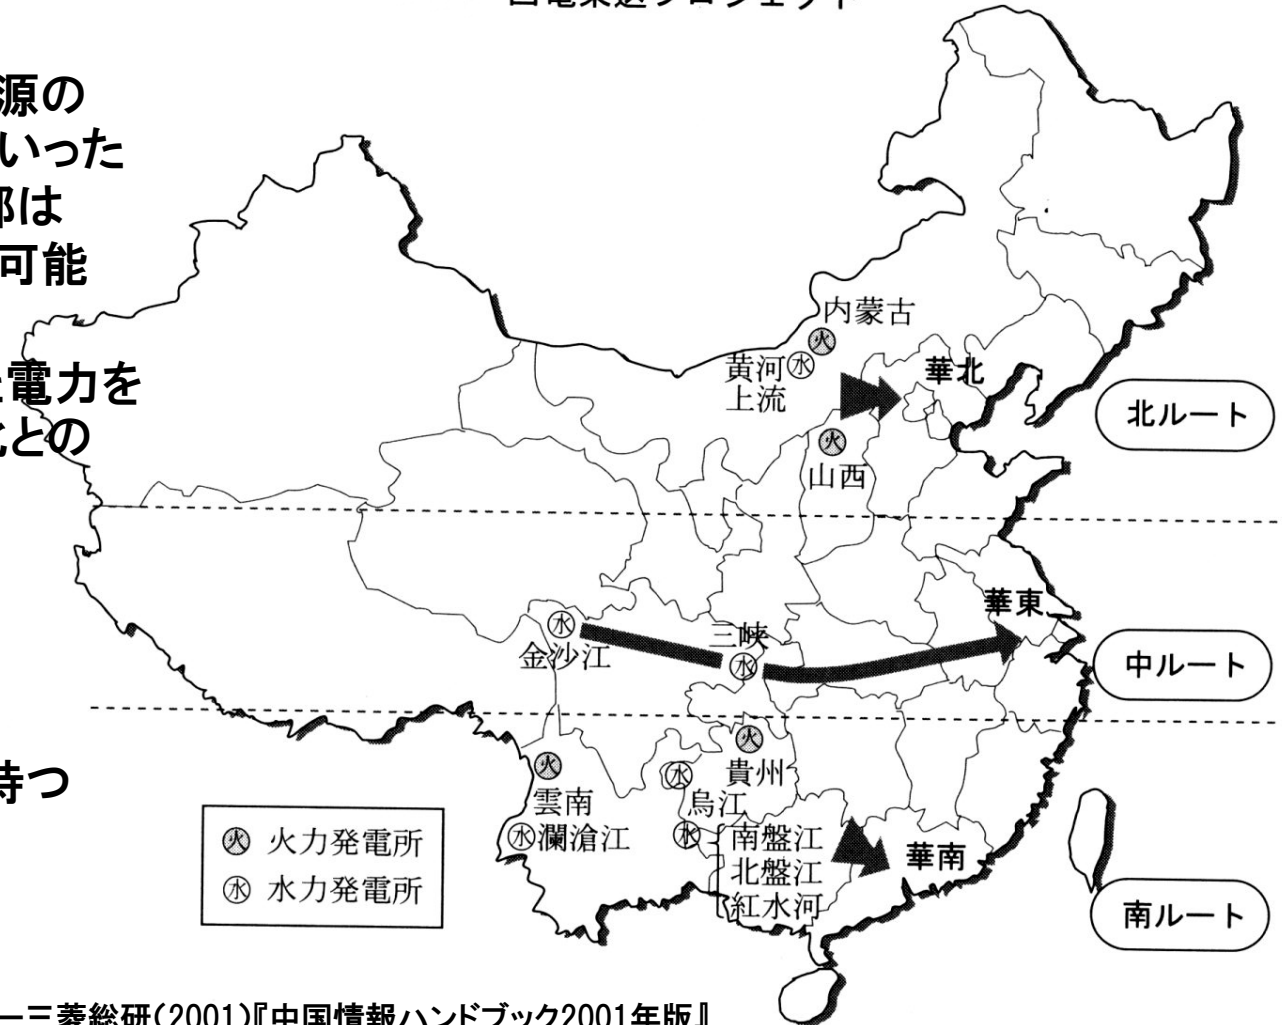 西電東送プロジェクト
源の
いった
部は
可能
電力を
との
持つ
内蒙古
火
黄河 水
上流
華北
北ルート
火
山西
華東
水
金沙江
三峡
水
中ルート
火
貴州
火
雲南
水
烏江
水 瀾滄江
水
南盤江
北盤江
紅水河
華南
南ルート
火 火力発電所
水 水力発電所
三菱総研(2001)『中国情報ハンドブック2001年版』